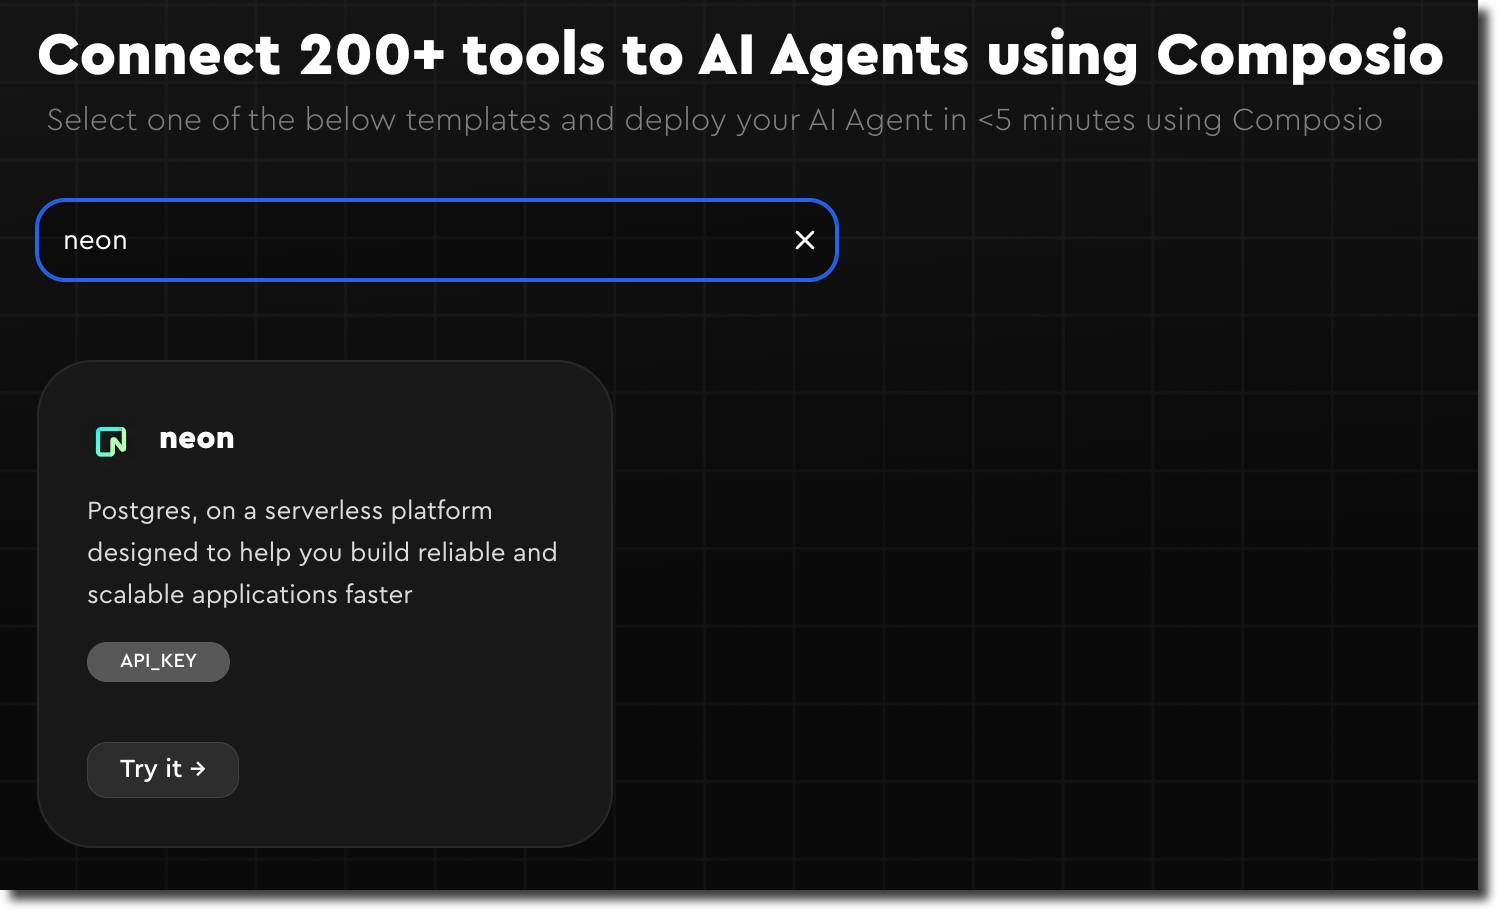 Connect 200+ tools to AI Agents using Composio
Select one of the below templates and deploy your AI Agent in <5 minutes using Composio
neon
neon
Postgres, on a serverless platform
designed to help you build reliable and
scalable applications faster
API_KEY
Try it →